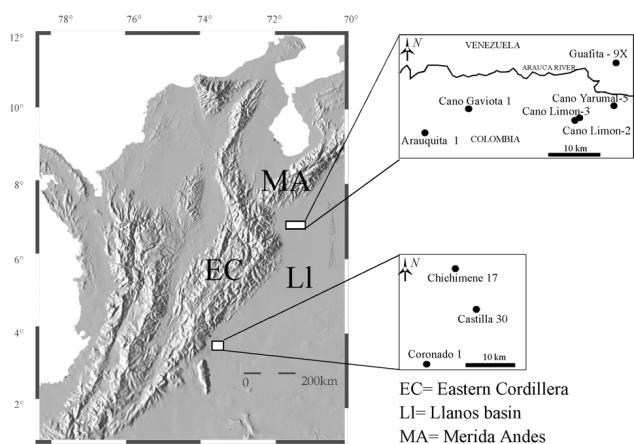 78° 76° 74° 72° 70°
12°
10°
8°
6°
4°
2°
MA
EC
Ll
0 200km
N
VENEZUELA
Guafita - 9X
ARAUCA RIVER
Cano Yarumal-5
Cano Gaviota 1
Cano Limon-3
Cano Limon-2
Arauquita 1
COLOMBIA
10 km
N
Chichimene 17
Castilla 30
Coronado 1
10 km
EC= Eastern Cordillera
Ll= Llanos basin
MA= Merida Andes